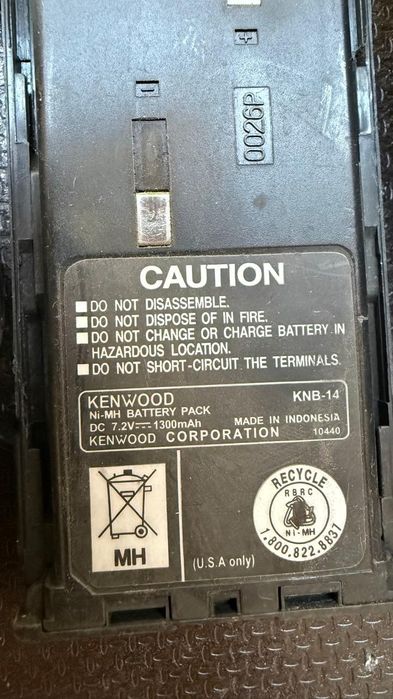 +
-
0026P
CAUTION
DO NOT DISASSEMBLE.
DO NOT DISPOSE OF IN FIRE.
DO NOT CHANGE OR CHARGE BATTERY IN
HAZARDOUS LOCATION.
DO NOT SHORT-CIRCUIT THE TERMINALS.
KENWOOD KNB-14
Ni-MH BATTERY PACK
DC 7.2V 1300mAh MADE IN INDONESIA
KENWOOD CORPORATION 10440
MH
(U.S.A only)
RECYCLE
RBRC
Ni-MH
1.800.822.8837